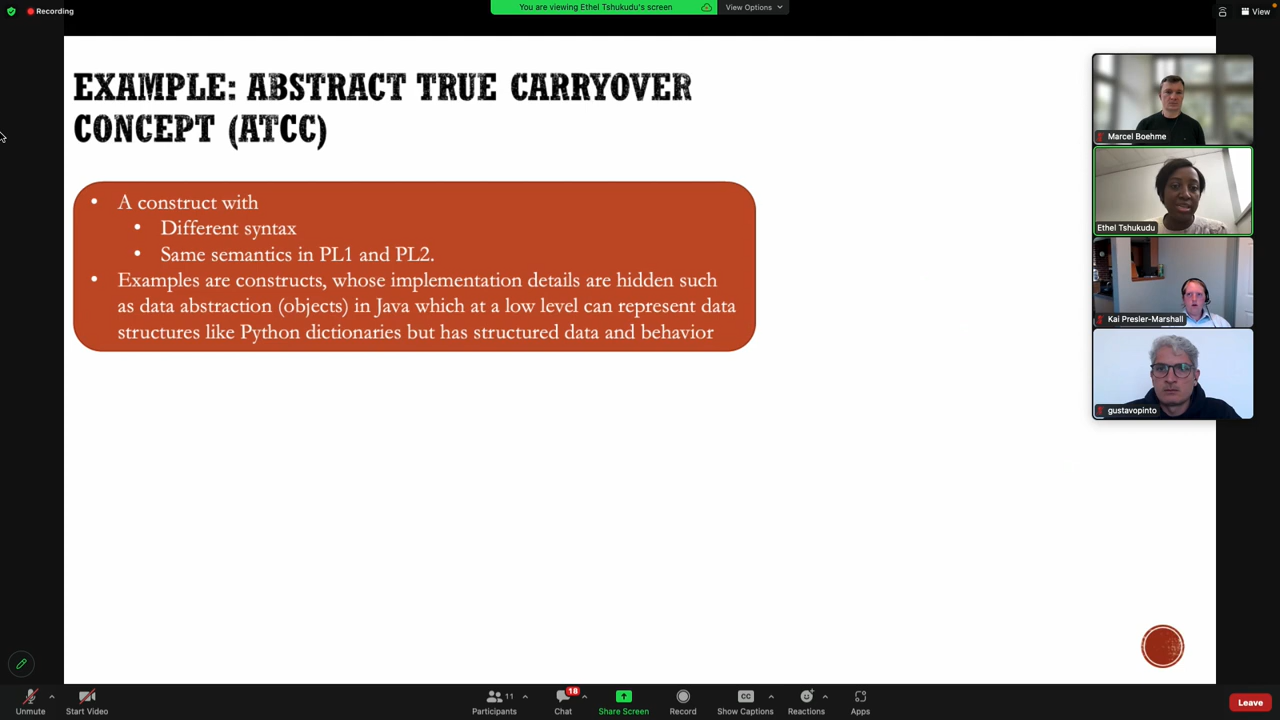 Recording
You are viewing Ethel Tshukudu's screen
View Options
View
EXAMPLE: ABSTRACT TRUE CARRYOVER
CONCEPT (ATCC)
• A construct with
• Different syntax
• Same semantics in PL1 and PL2.
• Examples are constructs, whose implementation details are hidden such
as data abstraction (objects) in Java which at a low level can represent data
structures like Python dictionaries but has structured data and behavior
Marcel Boehme
Ethel Tshukudu
Kai Presler-Marshall
gustavopinto
Unmute
Start Video
11
Participants
18
Chat
Share Screen
Record
CC
Show Captions
Reactions
Apps
Leave